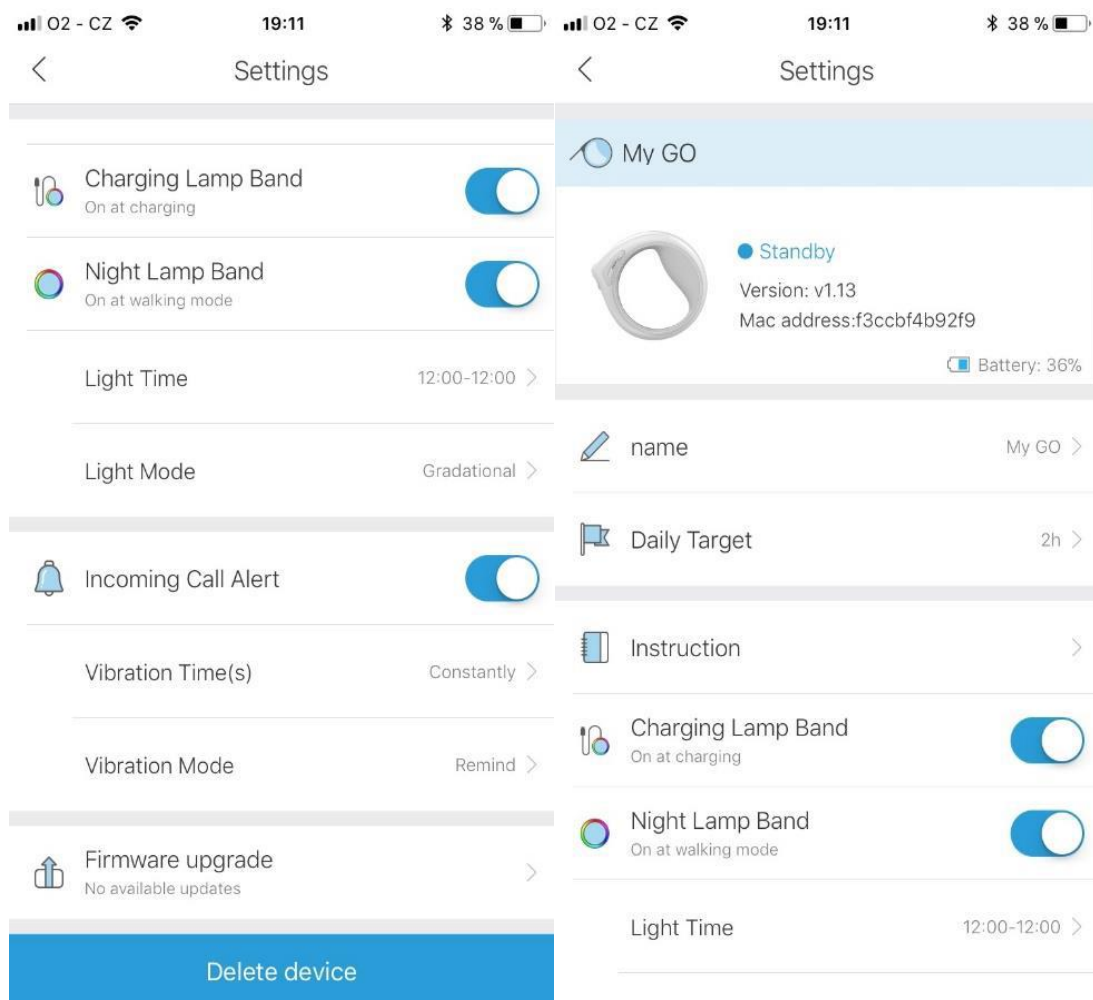 O2 - CZ 19:11 38 %
Settings
Charging Lamp Band
On at charging
Night Lamp Band
On at walking mode
Light Time 12:00-12:00
Light Mode Gradational
Incoming Call Alert
Vibration Time(s) Constantly
Vibration Mode Remind
Firmware upgrade
No available updates
Delete device
O2 - CZ 19:11 38 %
Settings
My GO
Standby
Version: v1.13
Mac address:f3ccbf4b92f9
Battery: 36%
name My GO
Daily Target 2h
Instruction
Charging Lamp Band
On at charging
Night Lamp Band
On at walking mode
Light Time 12:00-12:00